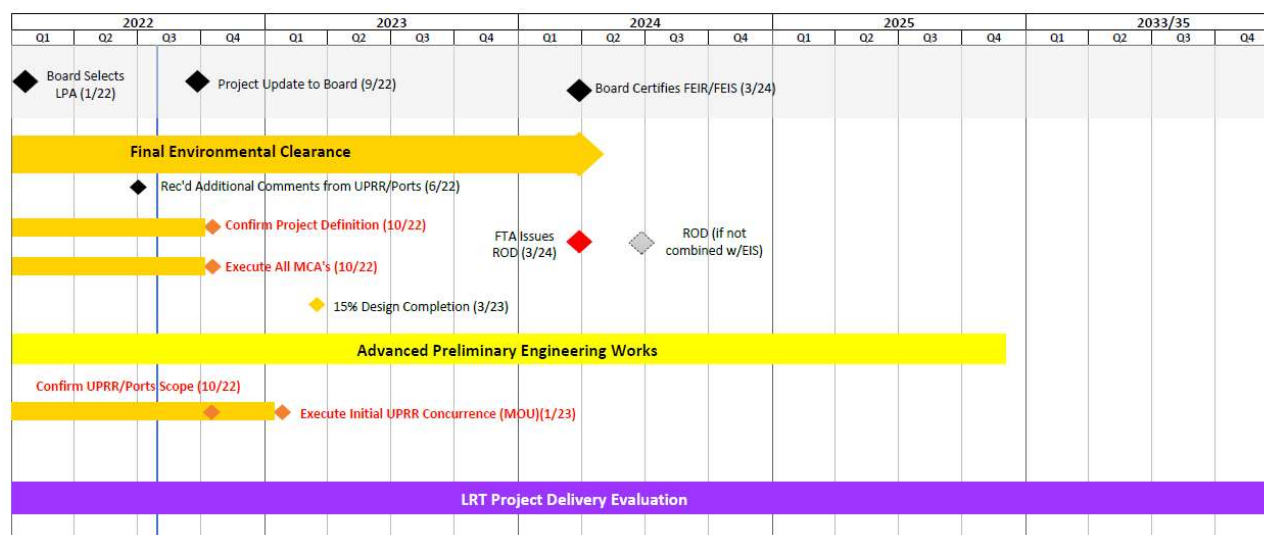 2022 2023 2024 2025 2033/35
Q1 Q2 Q3 Q4 Q1 Q2 Q3 Q4 Q1 Q2 Q3 Q4 Q1 Q2 Q3 Q4 Q1 Q2 Q3 Q4
Board Selects
LPA (1/22)
Project Update to Board (9/22)
Board Certifies FEIR/FEIS (3/24)
Final Environmental Clearance
Rec'd Additional Comments from UPRR/Ports (6/22)
Confirm Project Definition (10/22)
FTA Issues
ROD (3/24)
ROD (if not
combined w/EIS)
Execute All MCA's (10/22)
15% Design Completion (3/23)
Advanced Preliminary Engineering Works
Confirm UPRR/Ports Scope (10/22)
Execute Initial UPRR Concurrence (MOU)(1/23)
LRT Project Delivery Evaluation